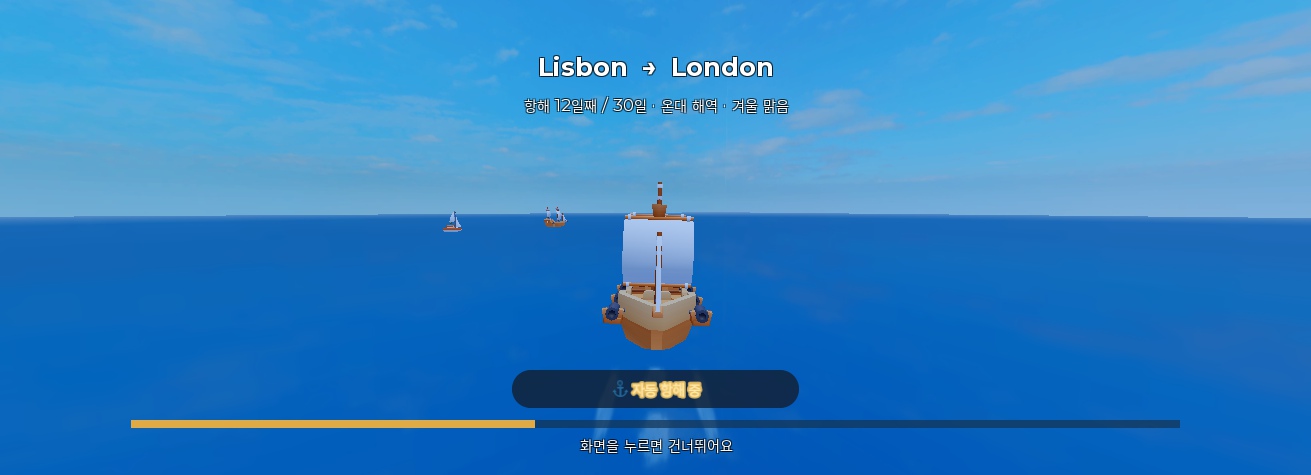 Lisbon → London
항해 12일째 / 30일 · 온대 해역 · 겨울 맑음
⚓ 자동 항해 중
화면을 누르면 건너뛰어요